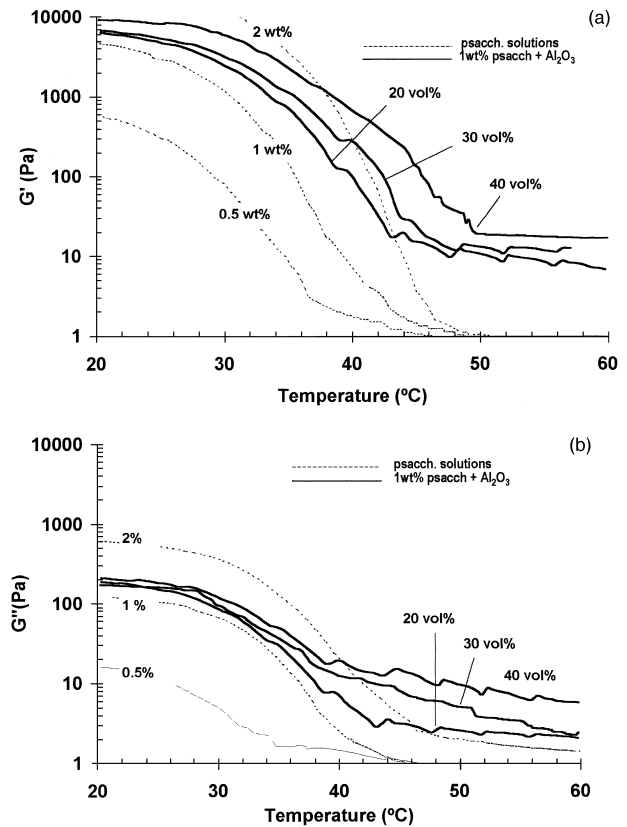 (a)
10000
2 wt%
psacch. solutions
1wt% psacch + Al2O3
1000
20 vol%
30 vol%
1 wt%
G' (Pa)
100
40 vol%
0.5 wt%
10
1
20 30 40 50 60
Temperature (ºC)
(b)
10000
psacch. solutions
1wt% psacch + Al2O3
1000
2%
G''(Pa)
100
1 %
20 vol%
30 vol%
40 vol%
0.5%
10
1
20 30 40 50 60
Temperature (ºC)